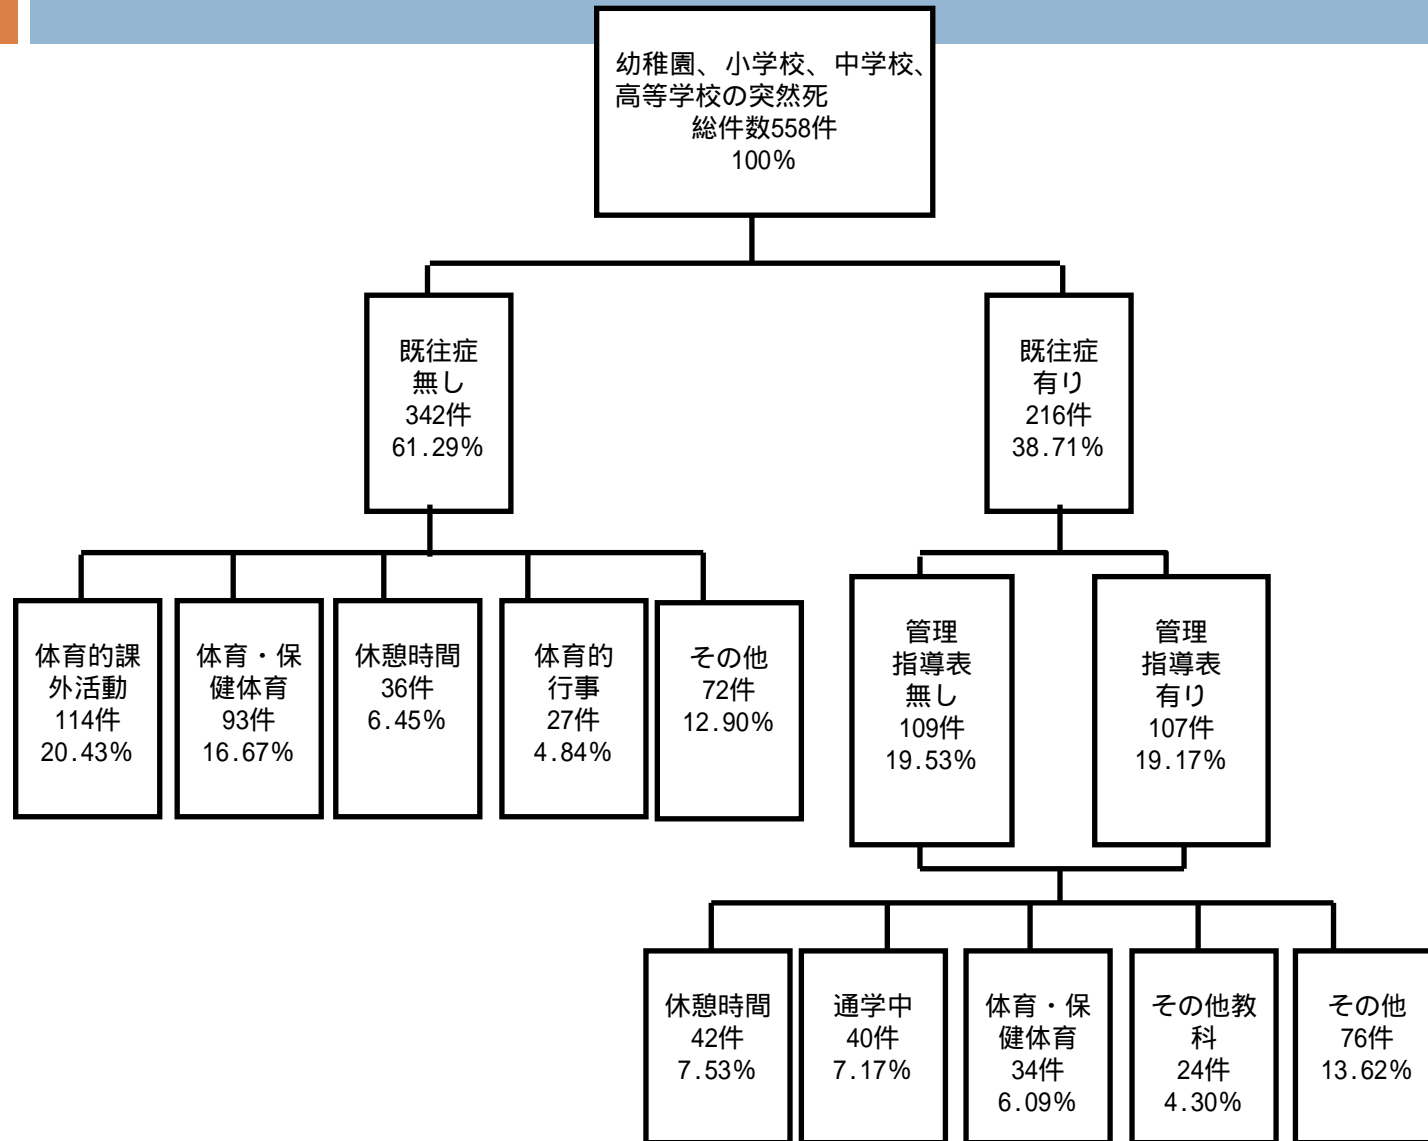 幼稚園、小学校、中学校、
高等学校の突然死
総件数558件
100%
既往症
無し
342件
61.29%
既往症
有り
216件
38.71%
体育的課
外活動
114件
20.43%
体育・保
健体育
93件
16.67%
休憩時間
36件
6.45%
体育的
行事
27件
4.84%
その他
72件
12.90%
管理
指導表
無し
109件
19.53%
管理
指導表
有り
107件
19.17%
休憩時間
42件
7.53%
通学中
40件
7.17%
体育・保
健体育
34件
6.09%
その他教
科
24件
4.30%
その他
76件
13.62%